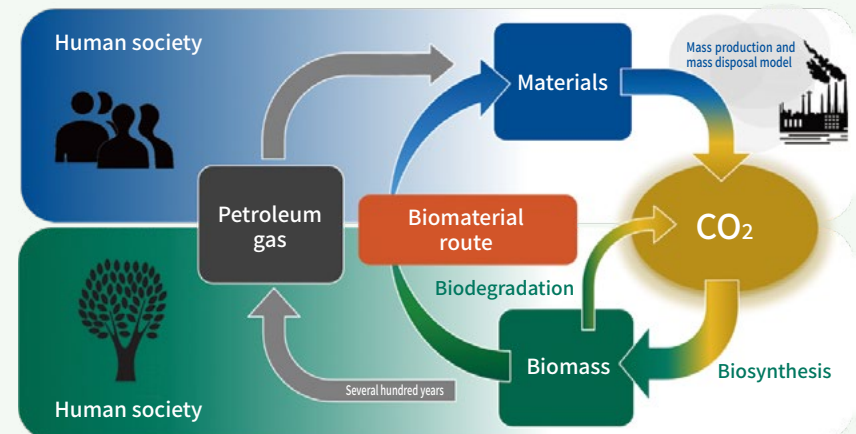 Human society
Mass production and
mass disposal model
Materials
Petroleum
gas
Biomaterial
route
CO₂
Biodegradation
Biomass
Biosynthesis
Several hundred years
Human society